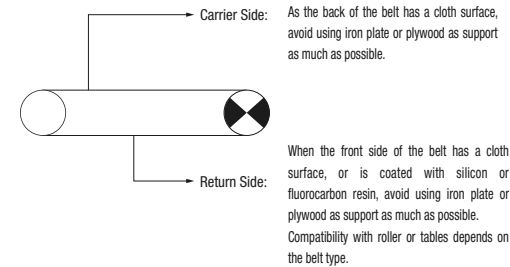 Carrier Side:
As the back of the belt has a cloth surface,
avoid using iron plate or plywood as support
as much as possible.
Return Side:
When the front side of the belt has a cloth
surface, or is coated with silicon or
fluorocarbon resin, avoid using iron plate or
plywood as support as much as possible.
Compatibility with roller or tables depends on
the belt type.